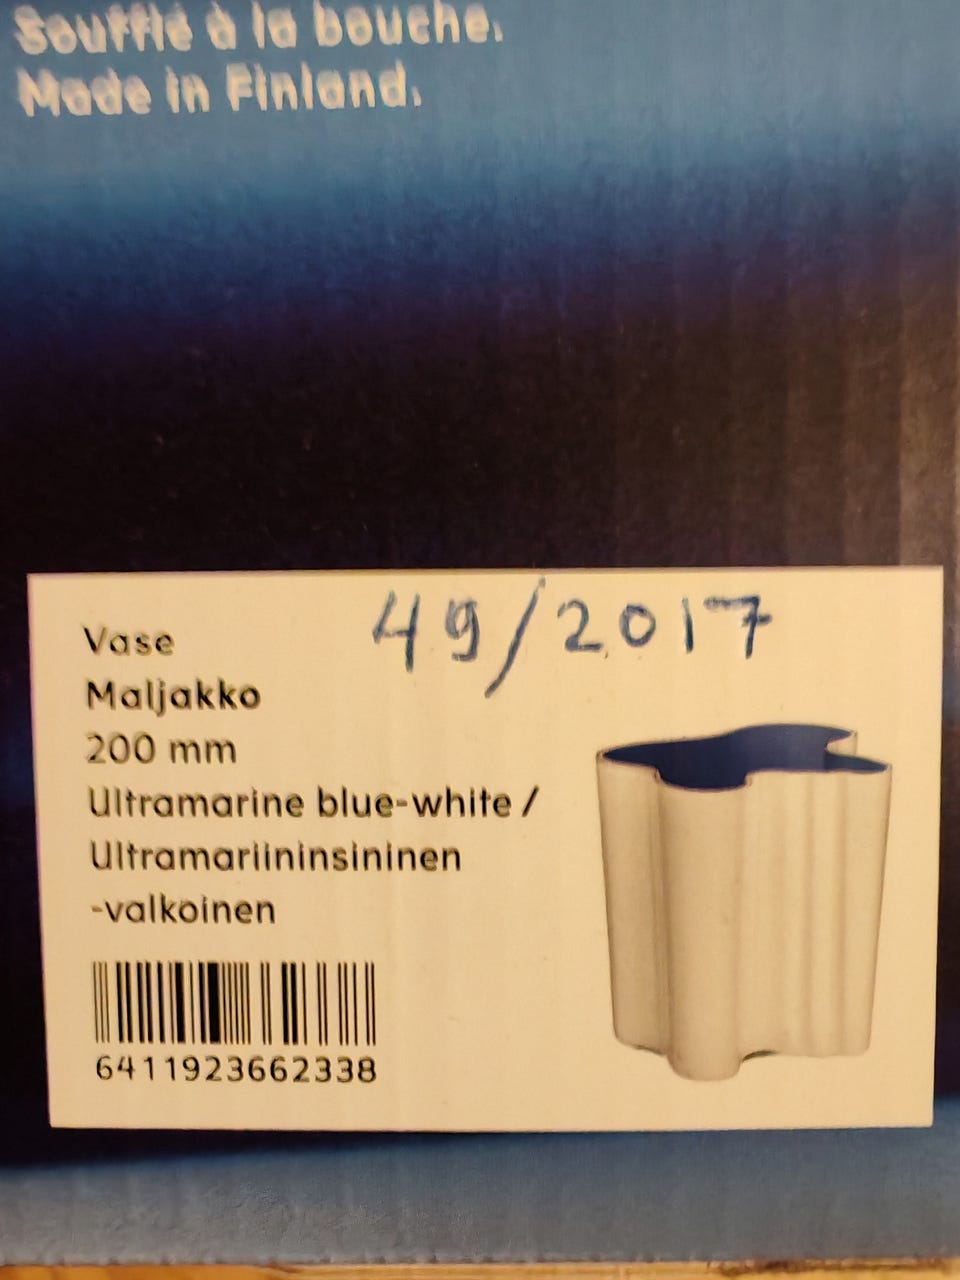 Soufflé à la bouche.
Made in Finland.
49/2017
Vase
Maljakko
200 mm
Ultramarine blue-white /
Ultramariininsininen
-valkoinen
6411923662338